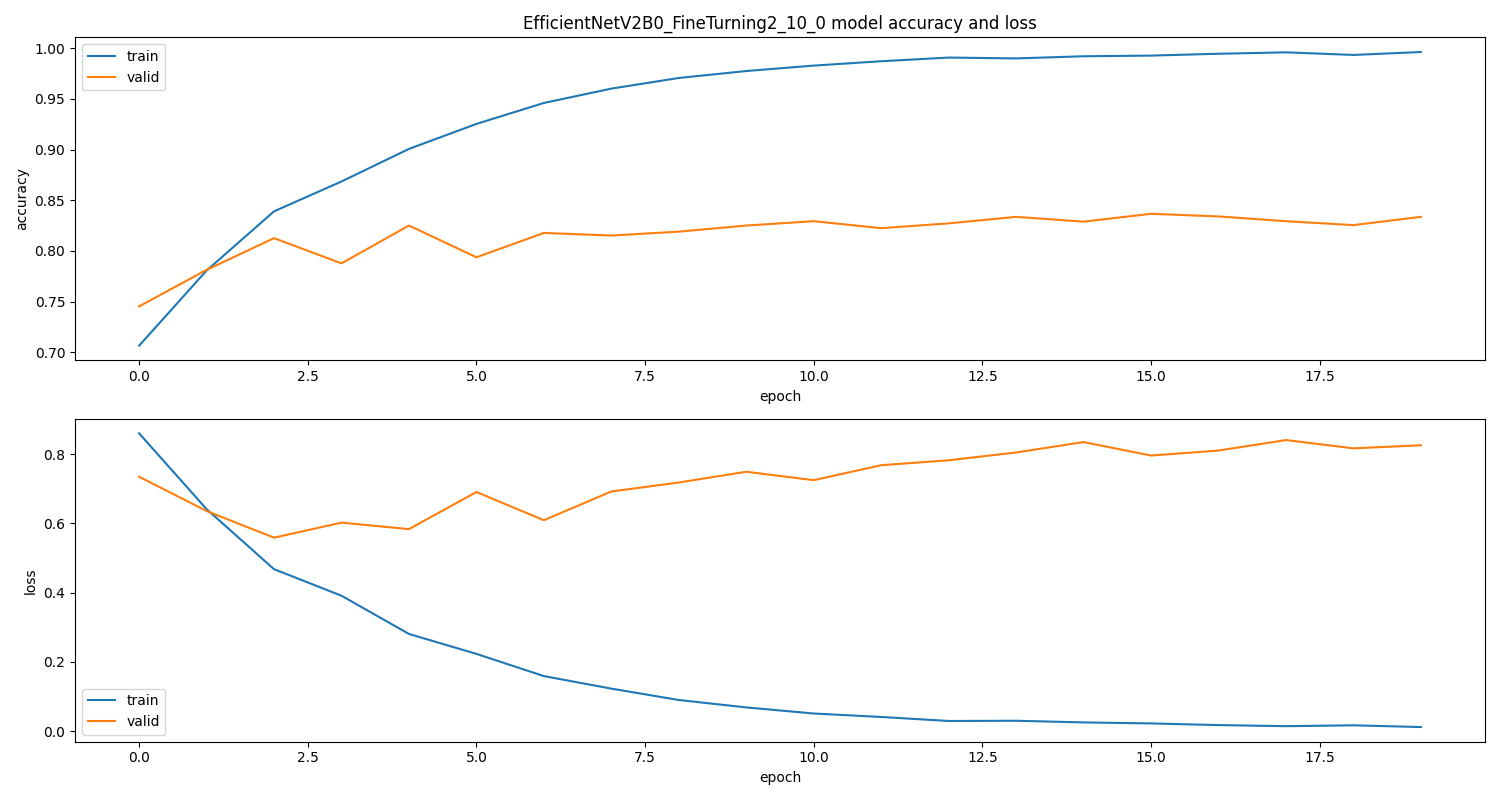 EfficientNetV2B0_FineTurning2_10_0 model accuracy and loss
train
valid
1.00
0.95
0.90
0.85
0.80
0.75
0.70
accuracy
0.0 2.5 5.0 7.5 10.0 12.5 15.0 17.5
epoch
0.8
0.6
0.4
0.2
0.0
loss
train
valid
0.0 2.5 5.0 7.5 10.0 12.5 15.0 17.5
epoch